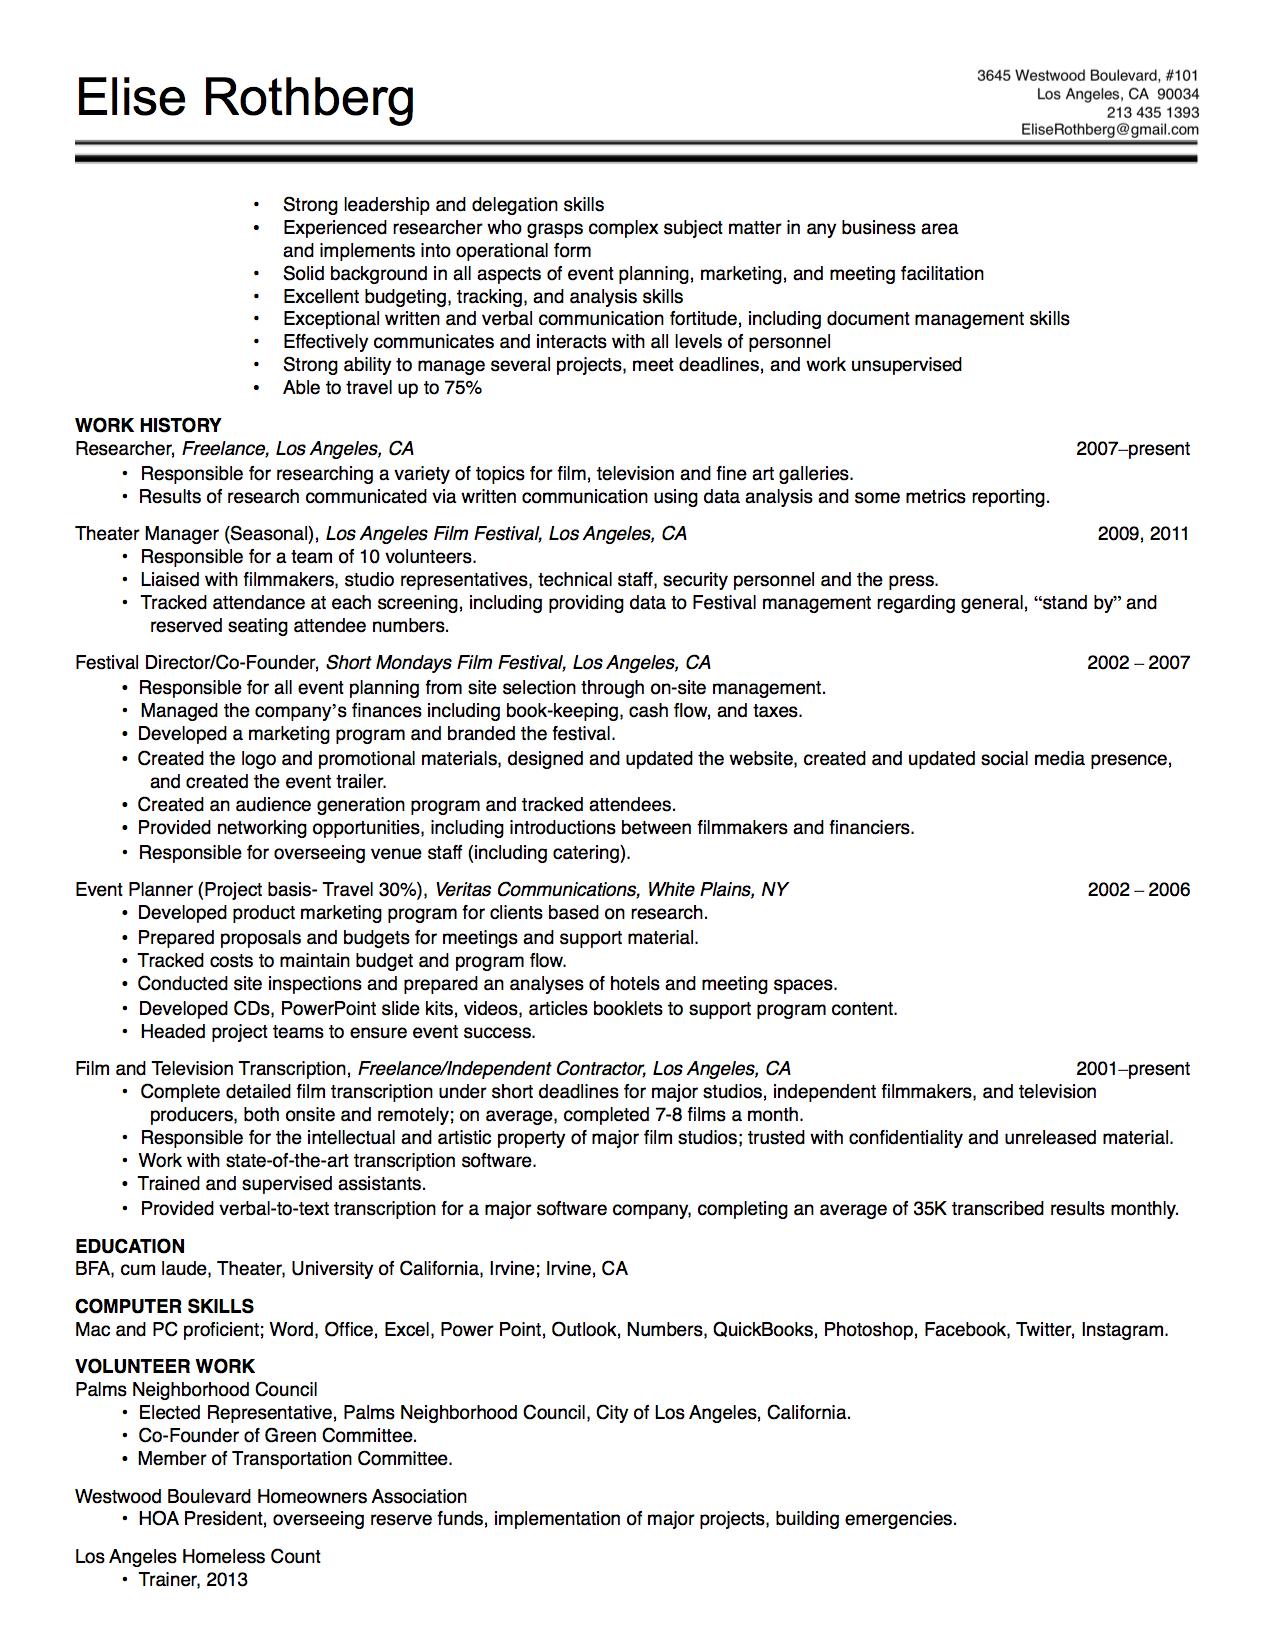 Elise Rothberg
3645 Westwood Boulevard, #101
Los Angeles, CA 90034
213 435 1393
EliseRothberg@gmail.com
• Strong leadership and delegation skills
• Experienced researcher who grasps complex subject matter in any business area
and implements into operational form
• Solid background in all aspects of event planning, marketing, and meeting facilitation
• Excellent budgeting, tracking, and analysis skills
• Exceptional written and verbal communication fortitude, including document management skills
• Effectively communicates and interacts with all levels of personnel
• Strong ability to manage several projects, meet deadlines, and work unsupervised
• Able to travel up to 75%
WORK HISTORY
Researcher, Freelance, Los Angeles, CA 2007–present
• Responsible for researching a variety of topics for film, television and fine art galleries.
• Results of research communicated via written communication using data analysis and some metrics reporting.
Theater Manager (Seasonal), Los Angeles Film Festival, Los Angeles, CA 2009, 2011
• Responsible for a team of 10 volunteers.
• Liaised with filmmakers, studio representatives, technical staff, security personnel and the press.
• Tracked attendance at each screening, including providing data to Festival management regarding general, “stand by” and
reserved seating attendee numbers.
Festival Director/Co-Founder, Short Mondays Film Festival, Los Angeles, CA 2002 – 2007
• Responsible for all event planning from site selection through on-site management.
• Managed the company’s finances including book-keeping, cash flow, and taxes.
• Developed a marketing program and branded the festival.
• Created the logo and promotional materials, designed and updated the website, created and updated social media presence,
and created the event trailer.
• Created an audience generation program and tracked attendees.
• Provided networking opportunities, including introductions between filmmakers and financiers.
• Responsible for overseeing venue staff (including catering).
Event Planner (Project basis- Travel 30%), Veritas Communications, White Plains, NY 2002 – 2006
• Developed product marketing program for clients based on research.
• Prepared proposals and budgets for meetings and support material.
• Tracked costs to maintain budget and program flow.
• Conducted site inspections and prepared an analyses of hotels and meeting spaces.
• Developed CDs, PowerPoint slide kits, videos, articles booklets to support program content.
• Headed project teams to ensure event success.
Film and Television Transcription, Freelance/Independent Contractor, Los Angeles, CA 2001–present
• Complete detailed film transcription under short deadlines for major studios, independent filmmakers, and television
producers, both onsite and remotely; on average, completed 7-8 films a month.
• Responsible for the intellectual and artistic property of major film studios; trusted with confidentiality and unreleased material.
• Work with state-of-the-art transcription software.
• Trained and supervised assistants.
• Provided verbal-to-text transcription for a major software company, completing an average of 35K transcribed results monthly.
EDUCATION
BFA, cum laude, Theater, University of California, Irvine; Irvine, CA
COMPUTER SKILLS
Mac and PC proficient; Word, Office, Excel, Power Point, Outlook, Numbers, QuickBooks, Photoshop, Facebook, Twitter, Instagram.
VOLUNTEER WORK
Palms Neighborhood Council
• Elected Representative, Palms Neighborhood Council, City of Los Angeles, California.
• Co-Founder of Green Committee.
• Member of Transportation Committee.
Westwood Boulevard Homeowners Association
• HOA President, overseeing reserve funds, implementation of major projects, building emergencies.
Los Angeles Homeless Count
• Trainer, 2013